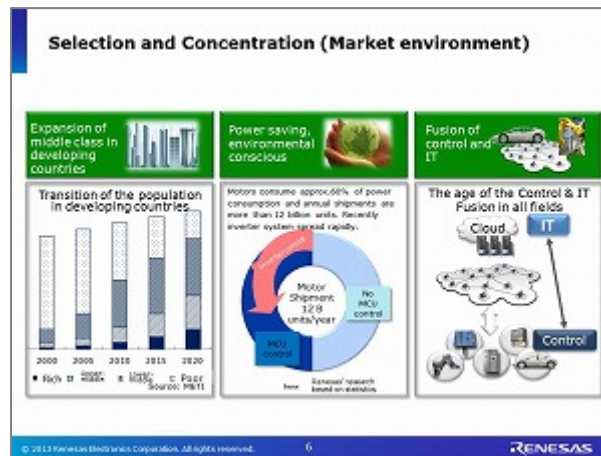 Selection and Concentration (Market environment)
Expansion of
middle class in
developing
countries
Power saving,
environmental
conscious
Fusion of
control and
IT
Transition of the population
in developing countries
2000 2005 2010 2015 2020
Rich Upper-middle Lower-Middle Poor
Source: METI
Motors consume approx.60% of power
consumption and annual shipments are
more than 12 billion units. Recently
inverter system spread rapidly.
Motor
Shipment
12 B
units/year
No
MCU
control
MCU
control
Renesas' research
based on statistics
The age of the Control & IT
Fusion in all fields
Cloud
IT
Control
© 2013 Renesas Electronics Corporation. All rights reserved.
6
RENESAS